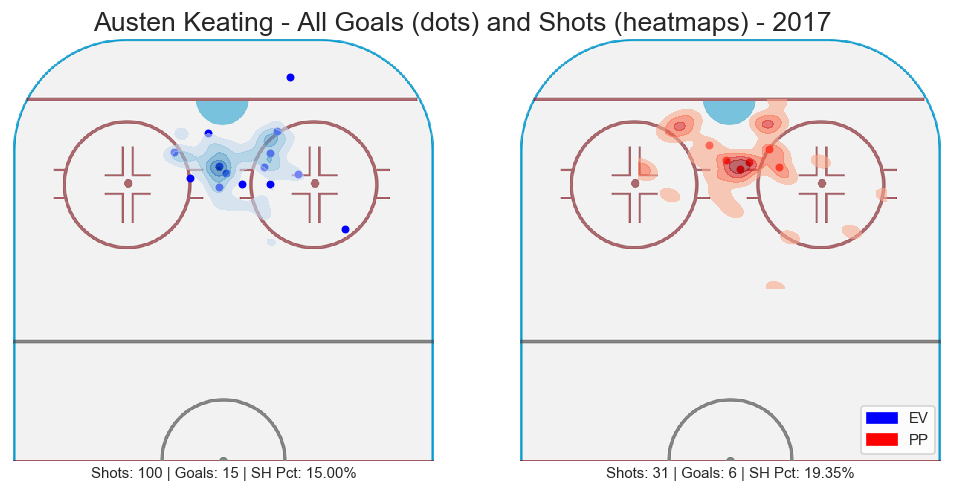 Austen Keating - All Goals (dots) and Shots (heatmaps) - 2017
EV
PP
Shots: 100 | Goals: 15 | SH Pct: 15.00%
Shots: 31 | Goals: 6 | SH Pct: 19.35%